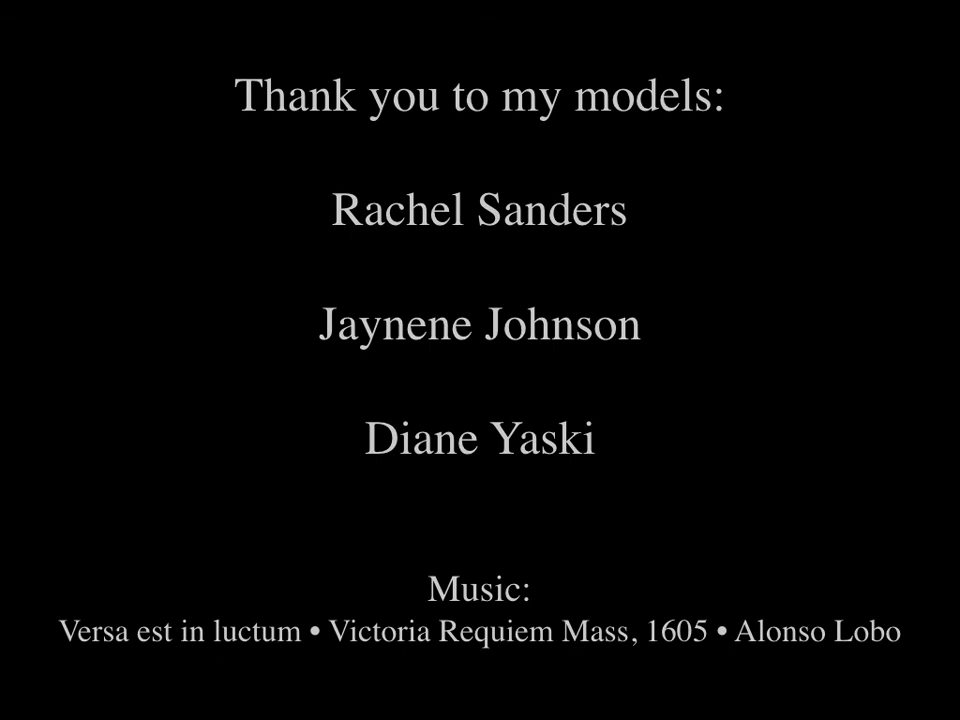 Thank you to my models:
Rachel Sanders
Jaynene Johnson
Diane Yaski
Music:
Versa est in luctum • Victoria Requiem Mass, 1605 • Alonso Lobo